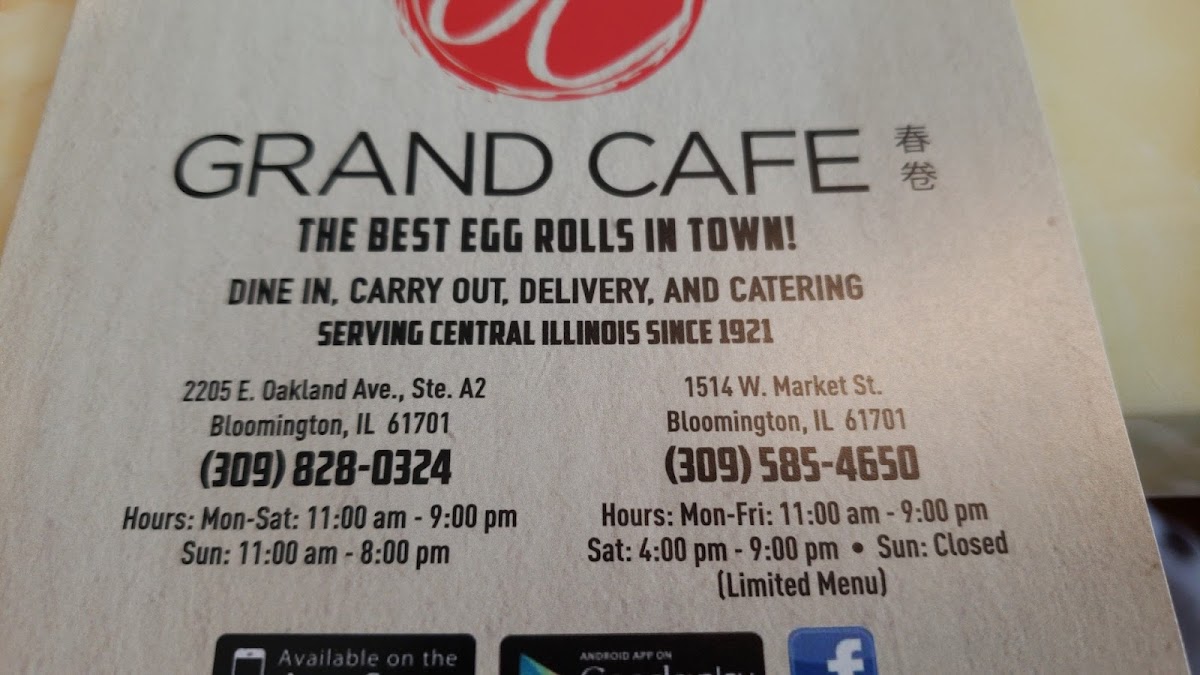 GRAND CAFE 春卷
THE BEST EGG ROLLS IN TOWN!
DINE IN, CARRY OUT, DELIVERY, AND CATERING
SERVING CENTRAL ILLINOIS SINCE 1921
2205 E. Oakland Ave., Ste. A2
Bloomington, IL 61701
(309) 828-0324
Hours: Mon-Sat: 11:00 am - 9:00 pm
Sun: 11:00 am - 8:00 pm
1514 W. Market St.
Bloomington, IL 61701
(309) 585-4650
Hours: Mon-Fri: 11:00 am - 9:00 pm
Sat: 4:00 pm - 9:00 pm • Sun: Closed
(Limited Menu)
Available on the
ANDROID APP ON
f